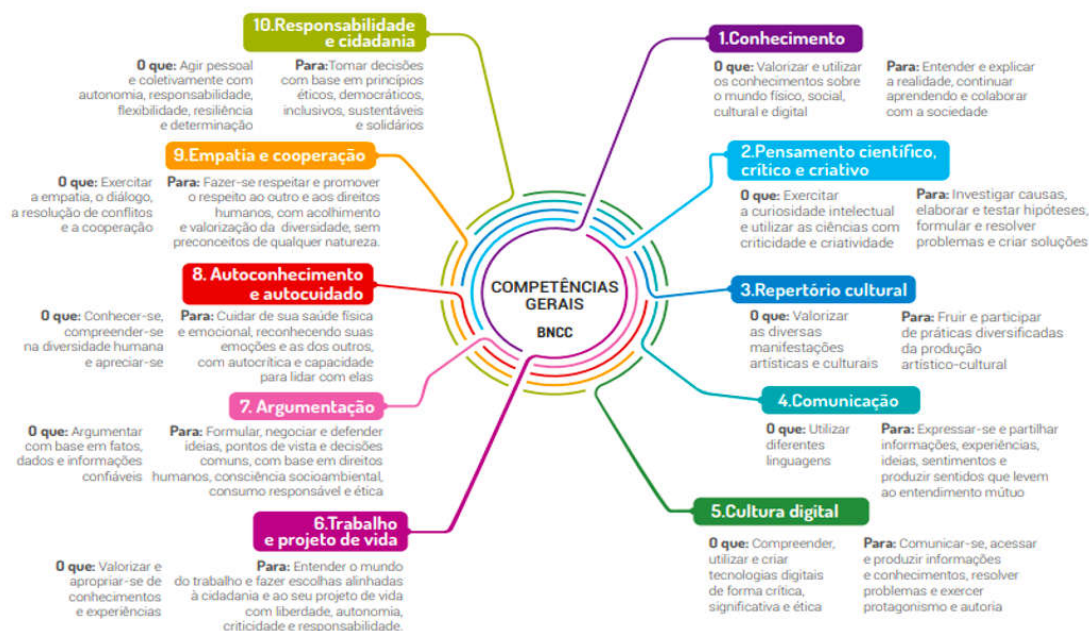 COMPETÊNCIAS
GERAIS
BNCC
1.Conhecimento
O que: Valorizar e utilizar
os conhecimentos sobre
o mundo físico, social,
cultural e digital
Para: Entender e explicar
a realidade, continuar
aprendendo e colaborar
com a sociedade
2.Pensamento científico,
crítico e criativo
O que: Exercitar
a curiosidade intelectual
e utilizar as ciências com
criticidade e criatividade
Para: Investigar causas,
elaborar e testar hipóteses,
formular e resolver
problemas e criar soluções
3.Repertório cultural
O que: Valorizar
as diversas
manifestações
artísticas e culturais
Para: Fruir e participar
de práticas diversificadas
da produção
artístico-cultural
4.Comunicação
O que: Utilizar
diferentes
linguagens
Para: Expressar-se e partilhar
informações, experiências,
ideias, sentimentos e
produzir sentidos que levem
ao entendimento mútuo
5.Cultura digital
O que: Compreender,
utilizar e criar
tecnologias digitais
de forma crítica,
significativa e ética
Para: Comunicar-se, acessar
e produzir informações
e conhecimentos, resolver
problemas e exercer
protagonismo e autoria
6.Trabalho
e projeto de vida
O que: Valorizar e
apropriar-se de
conhecimentos
e experiências
Para: Entender o mundo
do trabalho e fazer escolhas alinhadas
à cidadania e ao seu projeto de vida
com liberdade, autonomia,
criticidade e responsabilidade.
7. Argumentação
O que: Argumentar
com base em fatos,
dados e informações
confiáveis
Para: Formular, negociar e defender
ideias, pontos de vista e decisões
comuns, com base em direitos
humanos, consciência socioambiental,
consumo responsável e ética
8. Autoconhecimento
e autocuidado
O que: Conhecer-se,
compreender-se
na diversidade humana
e apreciar-se
Para: Cuidar de sua saúde física
e emocional, reconhecendo suas
emoções e as dos outros,
com autocrítica e capacidade
para lidar com elas
9.Empatia e cooperação
O que: Exercitar
a empatia, o diálogo,
a resolução de conflitos
e a cooperação
Para: Fazer-se respeitar e promover
o respeito ao outro e aos direitos
humanos, com acolhimento
e valorização da diversidade, sem
preconceitos de qualquer natureza.
10.Responsabilidade
e cidadania
O que: Agir pessoal
e coletivamente com
autonomia, responsabilidade,
flexibilidade, resiliência
e determinação
Para:Tomar decisões
com base em princípios
éticos, democráticos,
inclusivos, sustentáveis
e solidários